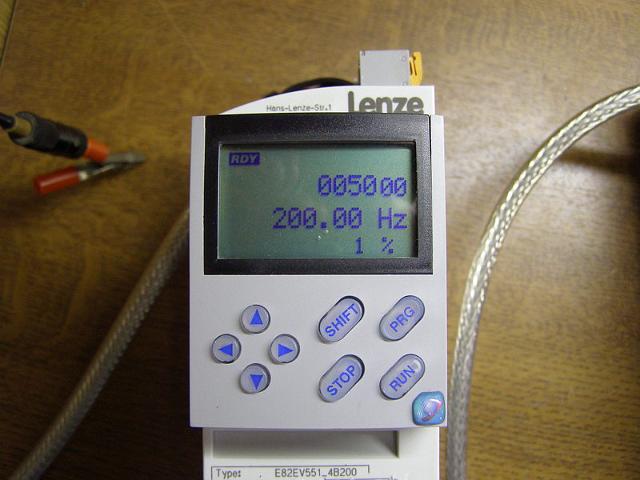 Hans-Lenze-Str.1
Lenze
RDY
005000
200.00 Hz
1 %
SHIFT
PRG
STOP
RUN
Type: E82EV551_4B200